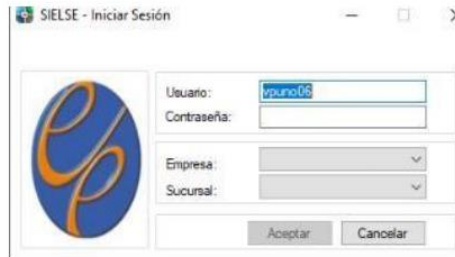 SIELSE - Iniciar Sesión
Usuario: vpuno06
Contraseña:
Empresa:
Sucursal:
Aceptar Cancelar